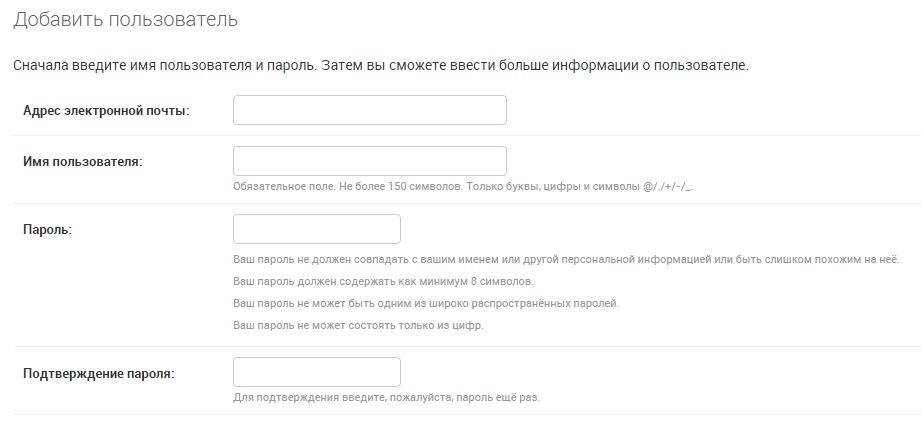 Добавить пользователь
Сначала введите имя пользователя и пароль. Затем вы сможете ввести больше информации о пользователе.
Адрес электронной почты:
Имя пользователя:
Обязательное поле. Не более 150 символов. Только буквы, цифры и символы @/./+/-/_.
Пароль:
Ваш пароль не должен совпадать с вашим именем или другой персональной информацией или быть слишком похожим на неё.
Ваш пароль должен содержать как минимум 8 символов.
Ваш пароль не может быть одним из широко распространённых паролей.
Ваш пароль не может состоять только из цифр.
Подтверждение пароля:
Для подтверждения введите, пожалуйста, пароль ещё раз.